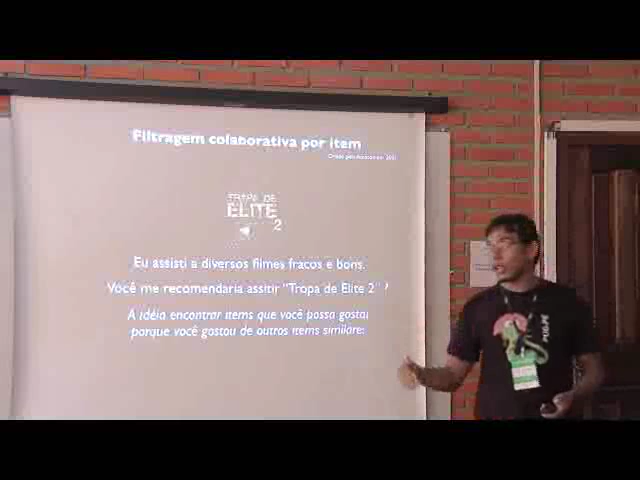 Filtragem colaborativa por item
TROPA DE
ELITE
2
Eu assisti a diversos filmes fracos e bons.
Você me recomendaria assitir "Tropa de Elite 2" ?
A idéia encontrar items que você possa gostar
porque você gostou de outros items similares